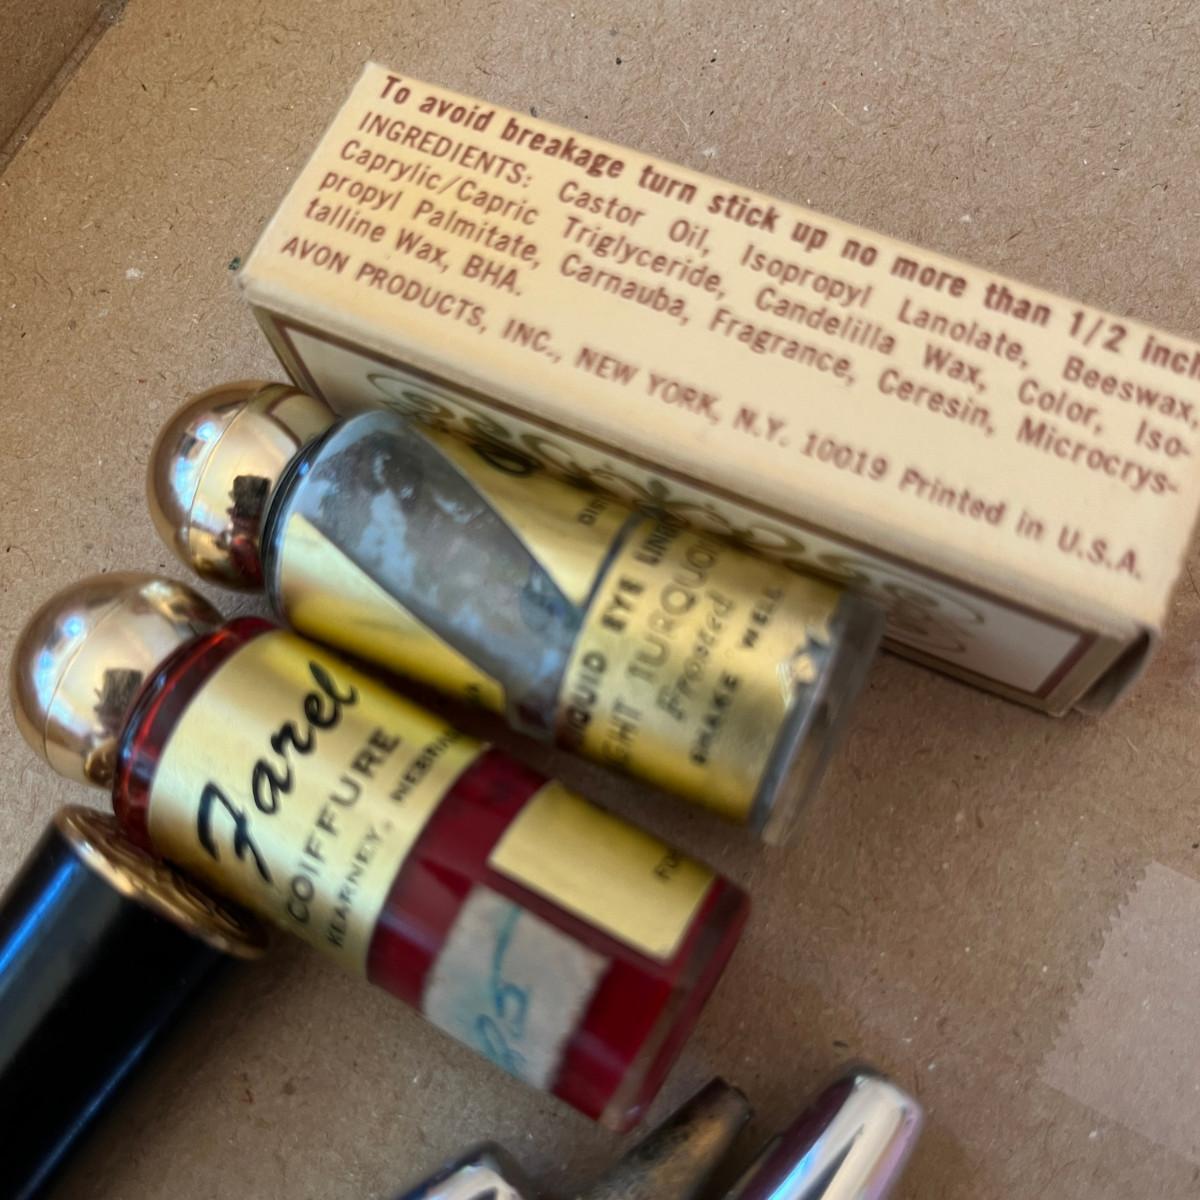 To avoid breakage turn stick up no more than 1/2 inch
INGREDIENTS: Castor Oil, Isopropyl Lanolate, Beeswax,
Caprylic/Capric Triglyceride, Candelilla Wax, Color, Iso-
propyl Palmitate, Carnauba, Fragrance, Ceresin, Microcrys-
talline Wax, BHA.
AVON PRODUCTS, INC., NEW YORK, N.Y. 10019 Printed in U.S.A.
LIQUID EYE LINER
LIGHT TURQUOISE
Frosted
SHAKE WELL
Farel
COIFFURE
KEARNEY,